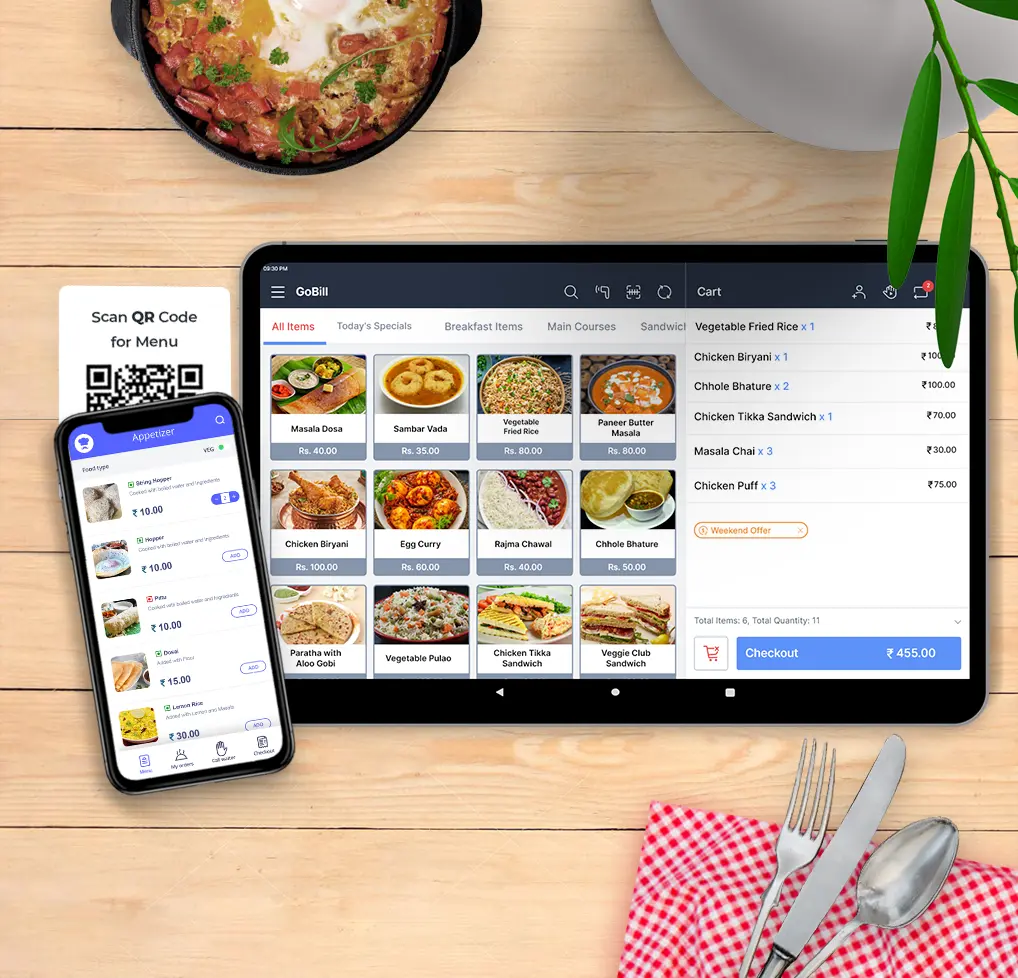 Scan QR Code
for Menu
Appetizer
Food type
VEG
String Hopper
Cooked with boiled water and Ingredients
- 2 +
₹ 10.00
Hopper
Cooked with boiled water and Ingredients
₹ 10.00
ADD
Pittu
Cooked with boiled water and Ingredients
₹ 10.00
ADD
Dosai
Added with Flour
₹ 15.00
ADD
Lemon Rice
Added with Lemon and Masala
₹ 30.00
ADD
Menu
My orders
Call waiter
Checkout
09:30 PM
GoBill
All Items
Today's Specials
Breakfast Items
Main Courses
Sandwich
Masala Dosa
Rs. 40.00
Sambar Vada
Rs. 35.00
Vegetable
Fried Rice
Rs. 80.00
Paneer Butter
Masala
Rs. 80.00
Chicken Biryani
Rs. 100.00
Egg Curry
Rs. 60.00
Rajma Chawal
Rs. 40.00
Chhole Bhature
Rs. 50.00
Paratha with
Aloo Gobi
Vegetable Pulao
Chicken Tikka
Sandwich
Veggie Club
Sandwich
Cart
2
Vegetable Fried Rice x 1
Chicken Biryani x 1
Chhole Bhature x 2 ₹100.00
Chicken Tikka Sandwich x 1 ₹70.00
Masala Chai x 3 ₹30.00
Chicken Puff x 3 ₹75.00
Weekend Offer
Total Items: 6, Total Quantity: 11
Checkout ₹ 455.00